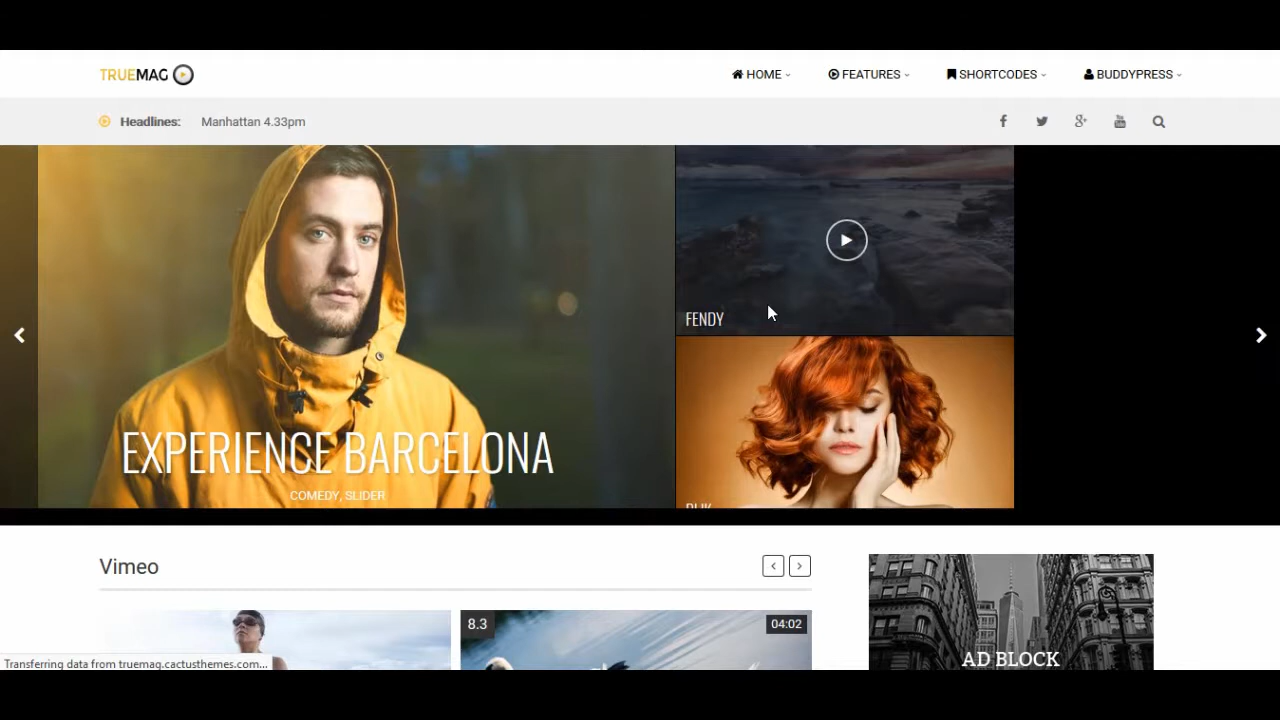 TRUEMAG
HOME
FEATURES
SHORTCODES
BUDDYPRESS
Headlines: Manhattan 4.33pm
FENDY
EXPERIENCE BARCELONA
COMEDY, SLIDER
Vimeo
8.3
04:02
AD BLOCK
Transferring data from truemag.cactusthemes.com...